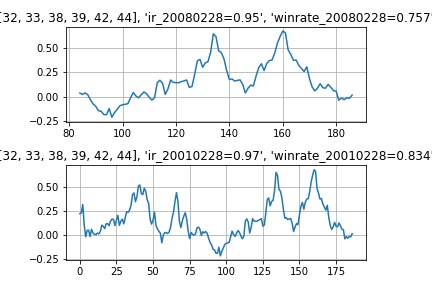 [32, 33, 38, 39, 42, 44], 'ir_20080228=0.95', 'winrate_20080228=0.757'
0.50
0.25
0.00
−0.25
80 100 120 140 160 180
[32, 33, 38, 39, 42, 44], 'ir_20010228=0.97', 'winrate_20010228=0.834'
0.50
0.25
0.00
−0.25
0 25 50 75 100 125 150 175